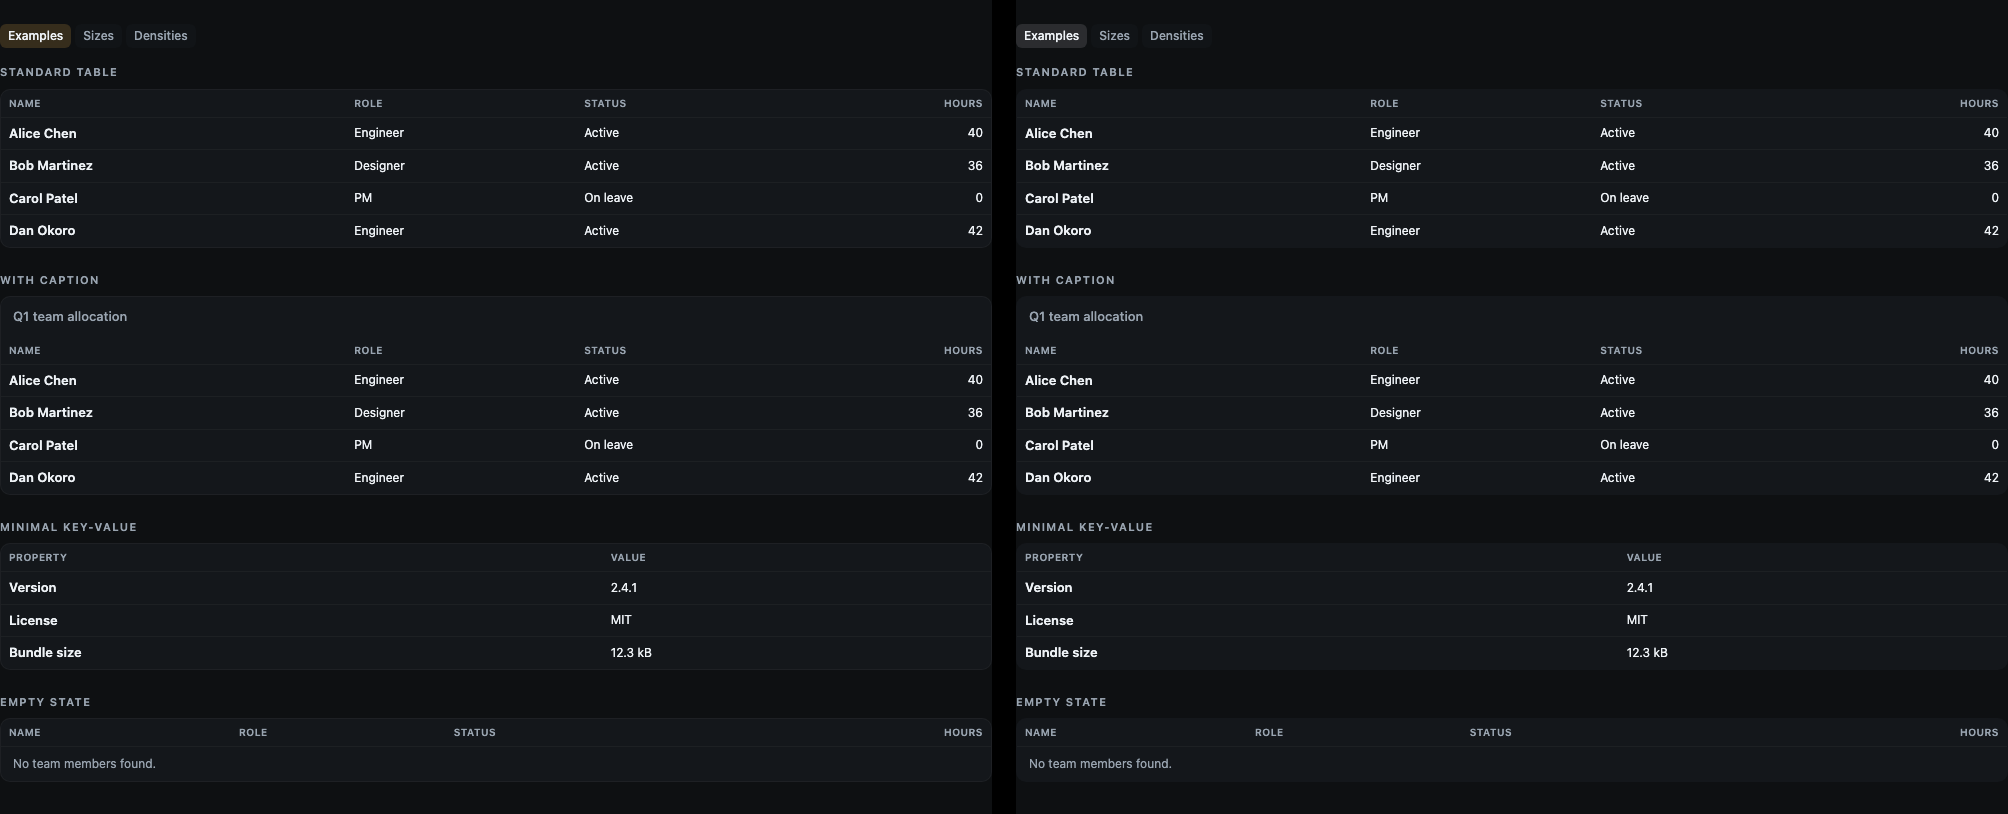 Examples Sizes Densities
STANDARD TABLE
NAME ROLE STATUS HOURS
Alice Chen Engineer Active 40
Bob Martinez Designer Active 36
Carol Patel PM On leave 0
Dan Okoro Engineer Active 42
WITH CAPTION
Q1 team allocation
NAME ROLE STATUS HOURS
Alice Chen Engineer Active 40
Bob Martinez Designer Active 36
Carol Patel PM On leave 0
Dan Okoro Engineer Active 42
MINIMAL KEY-VALUE
PROPERTY VALUE
Version 2.4.1
License MIT
Bundle size 12.3 kB
EMPTY STATE
NAME ROLE STATUS HOURS
No team members found.
Examples Sizes Densities
STANDARD TABLE
NAME ROLE STATUS HOURS
Alice Chen Engineer Active 40
Bob Martinez Designer Active 36
Carol Patel PM On leave 0
Dan Okoro Engineer Active 42
WITH CAPTION
Q1 team allocation
NAME ROLE STATUS HOURS
Alice Chen Engineer Active 40
Bob Martinez Designer Active 36
Carol Patel PM On leave 0
Dan Okoro Engineer Active 42
MINIMAL KEY-VALUE
PROPERTY VALUE
Version 2.4.1
License MIT
Bundle size 12.3 kB
EMPTY STATE
NAME ROLE STATUS HOURS
No team members found.